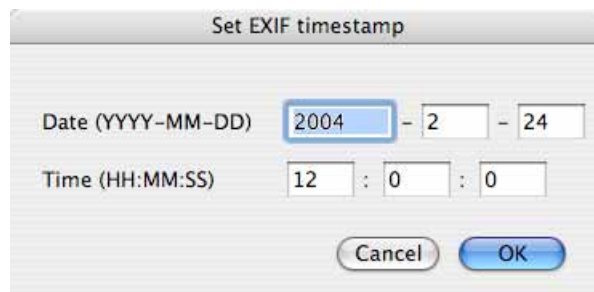 Set EXIF timestamp
Date (YYYY-MM-DD) 2004 - 2 - 24
Time (HH:MM:SS) 12 : 0 : 0
Cancel OK